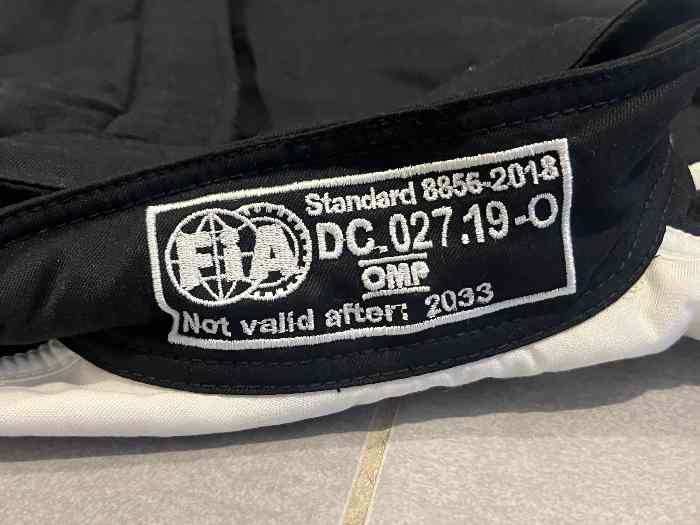 Standard 8856-2018
FIA
DC.027.19-O
OMP
Not valid after: 2033